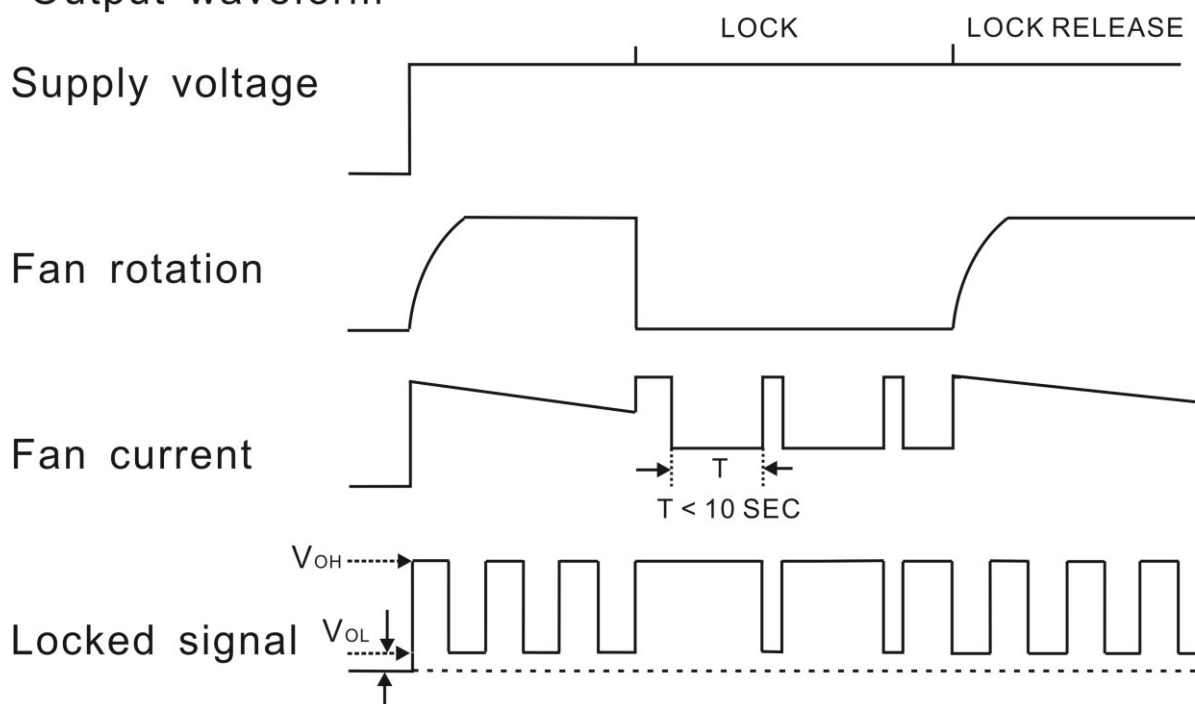 Output waveform
LOCK
LOCK RELEASE
Supply voltage
Fan rotation
Fan current
T
T < 10 SEC
VOH
VOL
Locked signal